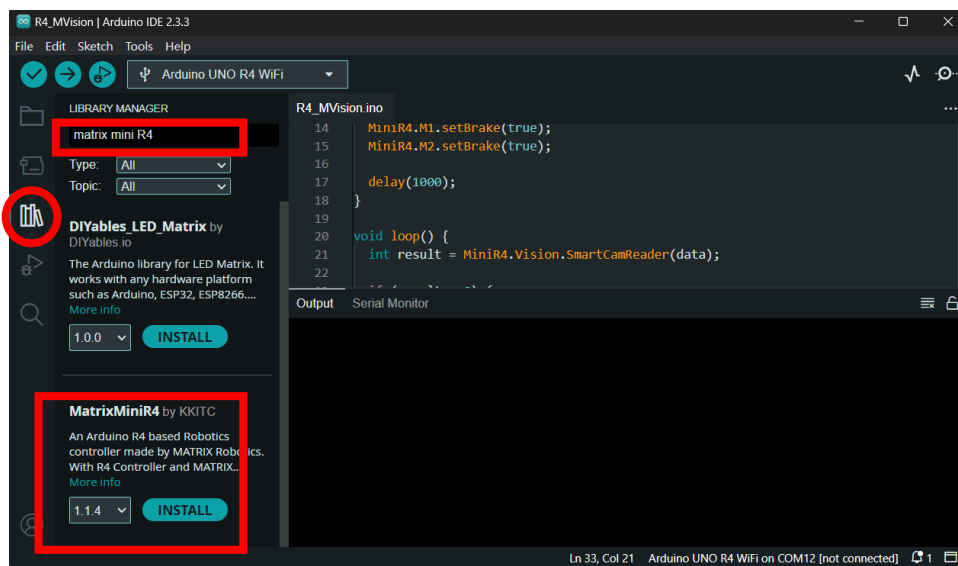 R4_MVision | Arduino IDE 2.3.3
File Edit Sketch Tools Help
Arduino UNO R4 WiFi
LIBRARY MANAGER
matrix mini R4
Type: All
Topic: All
DIYables_LED_Matrix by
DIYables.io
The Arduino library for LED Matrix. It
works with any hardware platform
such as Arduino, ESP32, ESP8266....
More info
1.0.0 INSTALL
MatrixMiniR4 by KKITC
An Arduino R4 based Robotics
controller made by MATRIX Robotics.
With R4 Controller and MATRIX...
More info
1.1.4 INSTALL
R4_MVision.ino
14 MiniR4.M1.setBrake(true);
15 MiniR4.M2.setBrake(true);
16
17 delay(1000);
18 }
19
20 void loop() {
21 int result = MiniR4.Vision.SmartCamReader(data);
22
Output Serial Monitor
Ln 33, Col 21 Arduino UNO R4 WiFi on COM12 [not connected] 1